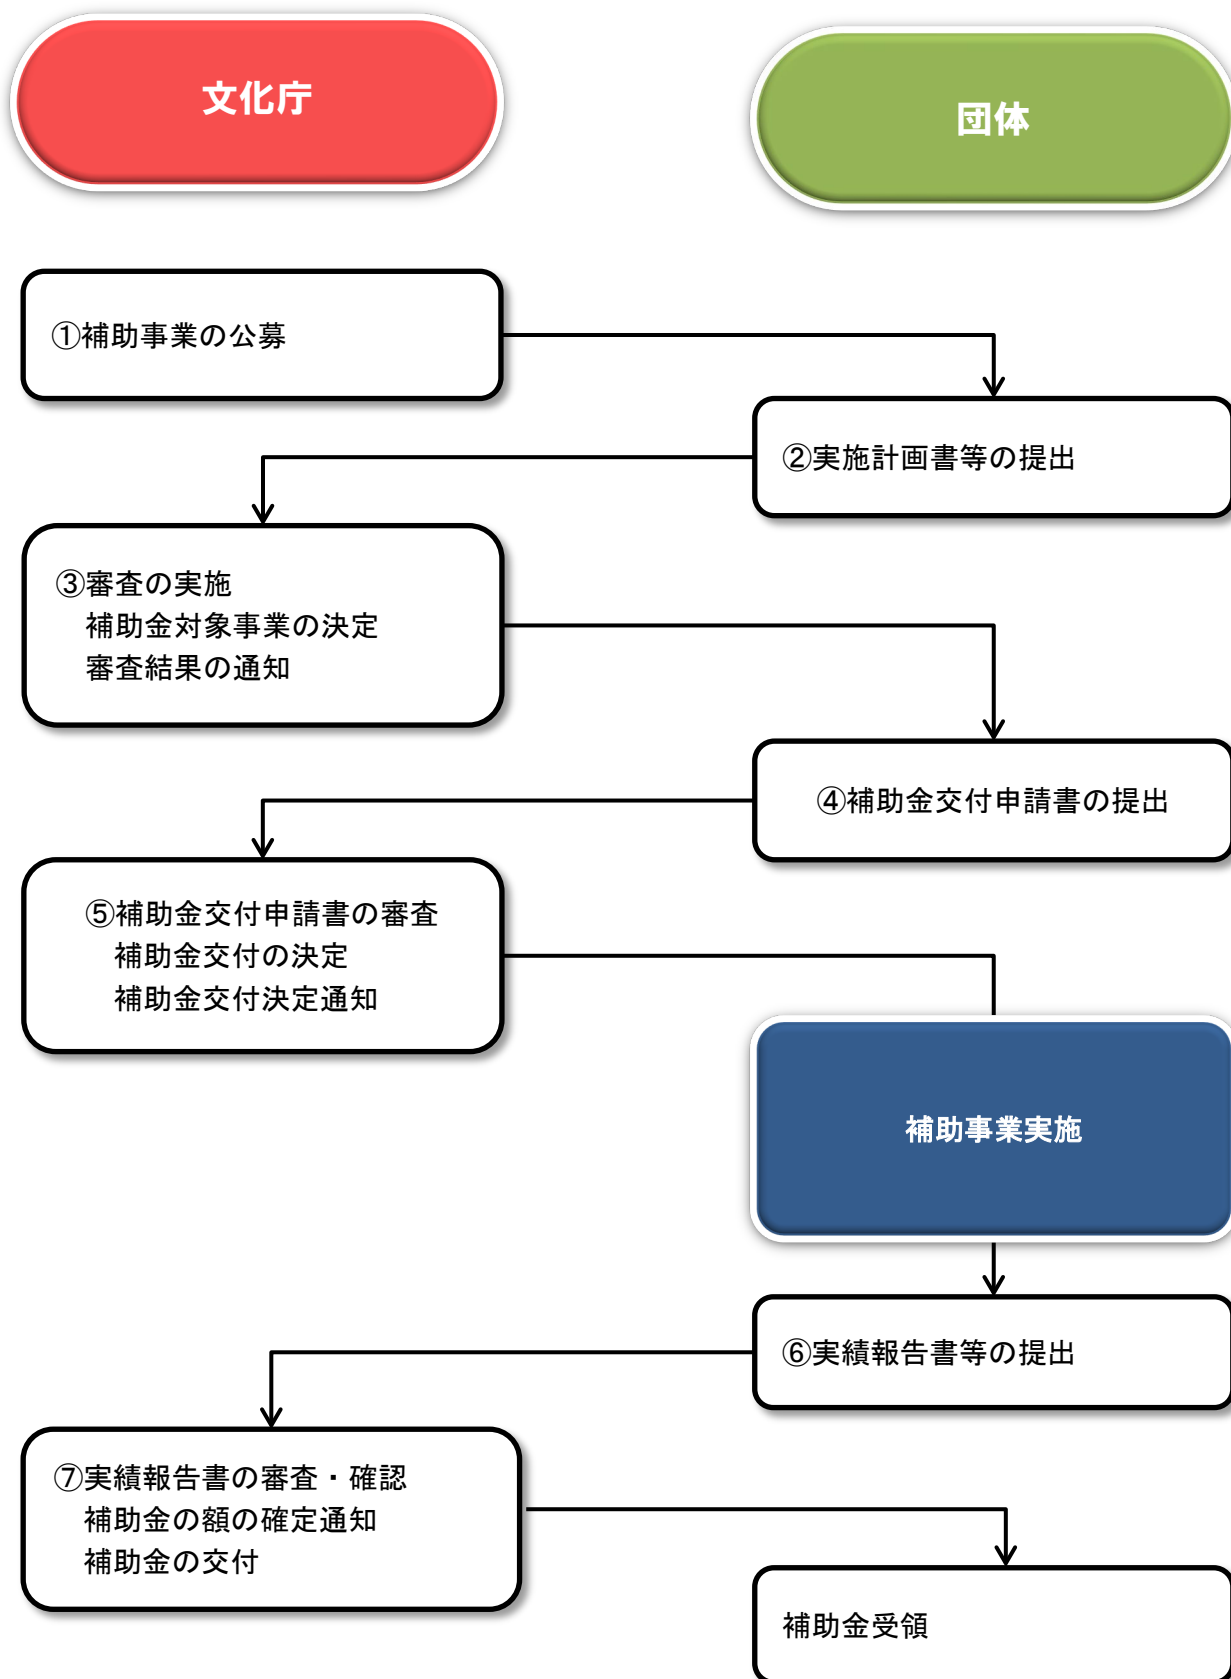 文化庁
団体
①補助事業の公募
②実施計画書等の提出
③審査の実施
補助金対象事業の決定
審査結果の通知
④補助金交付申請書の提出
⑤補助金交付申請書の審査
補助金交付の決定
補助金交付決定通知
補助事業実施
⑥実績報告書等の提出
⑦実績報告書の審査・確認
補助金の額の確定通知
補助金の交付
補助金受領